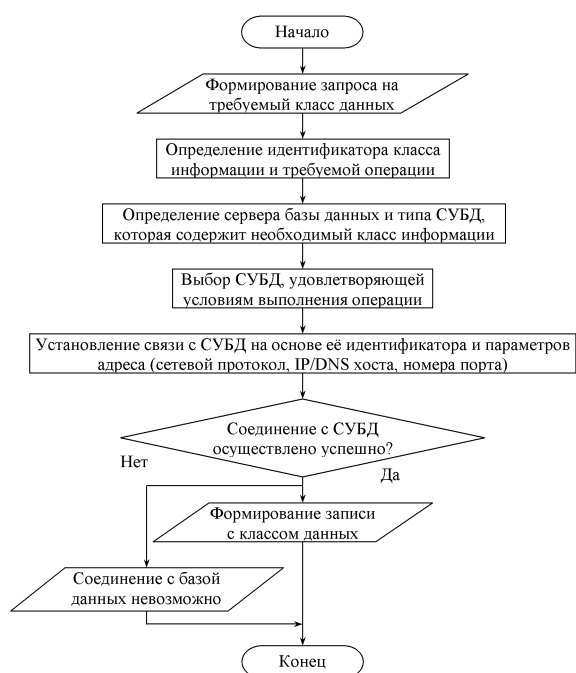 Начало
Формирование запроса на
требуемый класс данных
Определение идентификатора класса
информации и требуемой операции
Определение сервера базы данных и типа СУБД,
которая содержит необходимый класс информации
Выбор СУБД, удовлетворяющей
условиям выполнения операции
Установление связи с СУБД на основе её идентификатора и параметров
адреса (сетевой протокол, IP/DNS хоста, номера порта)
Соединение с СУБД
осуществлено успешно?
Нет
Да
Формирование записи
с классом данных
Соединение с базой
данных невозможно
Конец